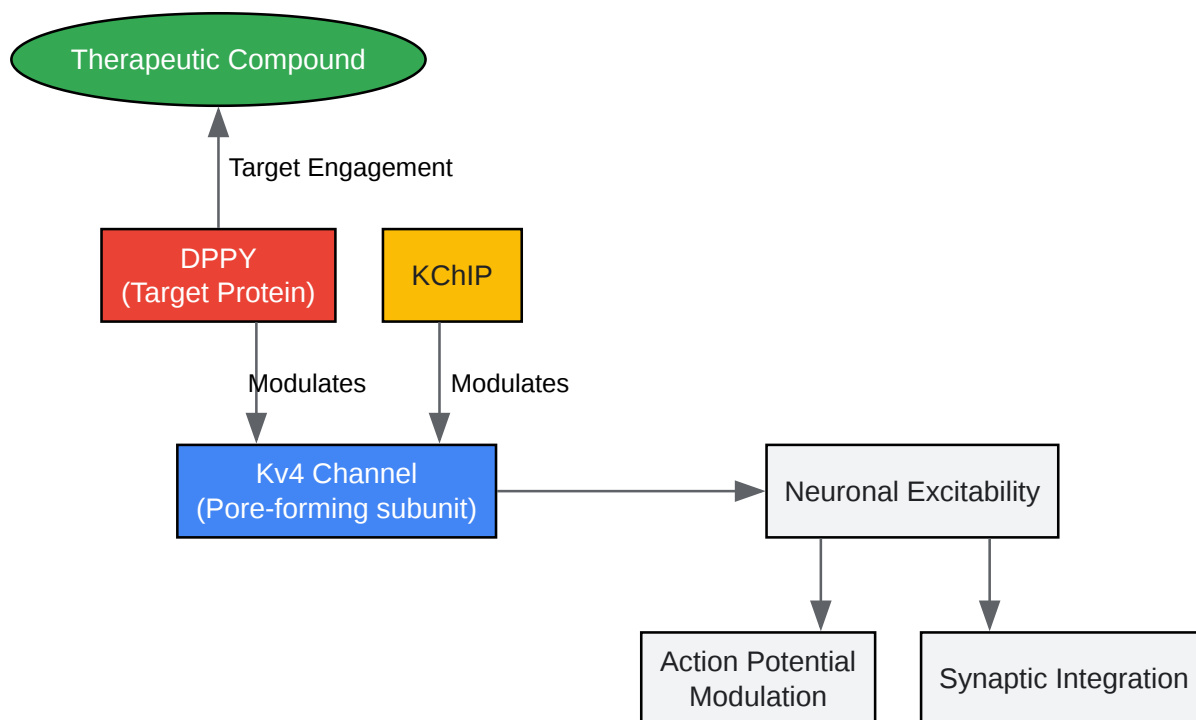 Therapeutic Compound
Target Engagement
DPPY
(Target Protein)
KChIP
Modulates
Modulates
Kv4 Channel
(Pore-forming subunit)
Neuronal Excitability
Action Potential
Modulation
Synaptic Integration